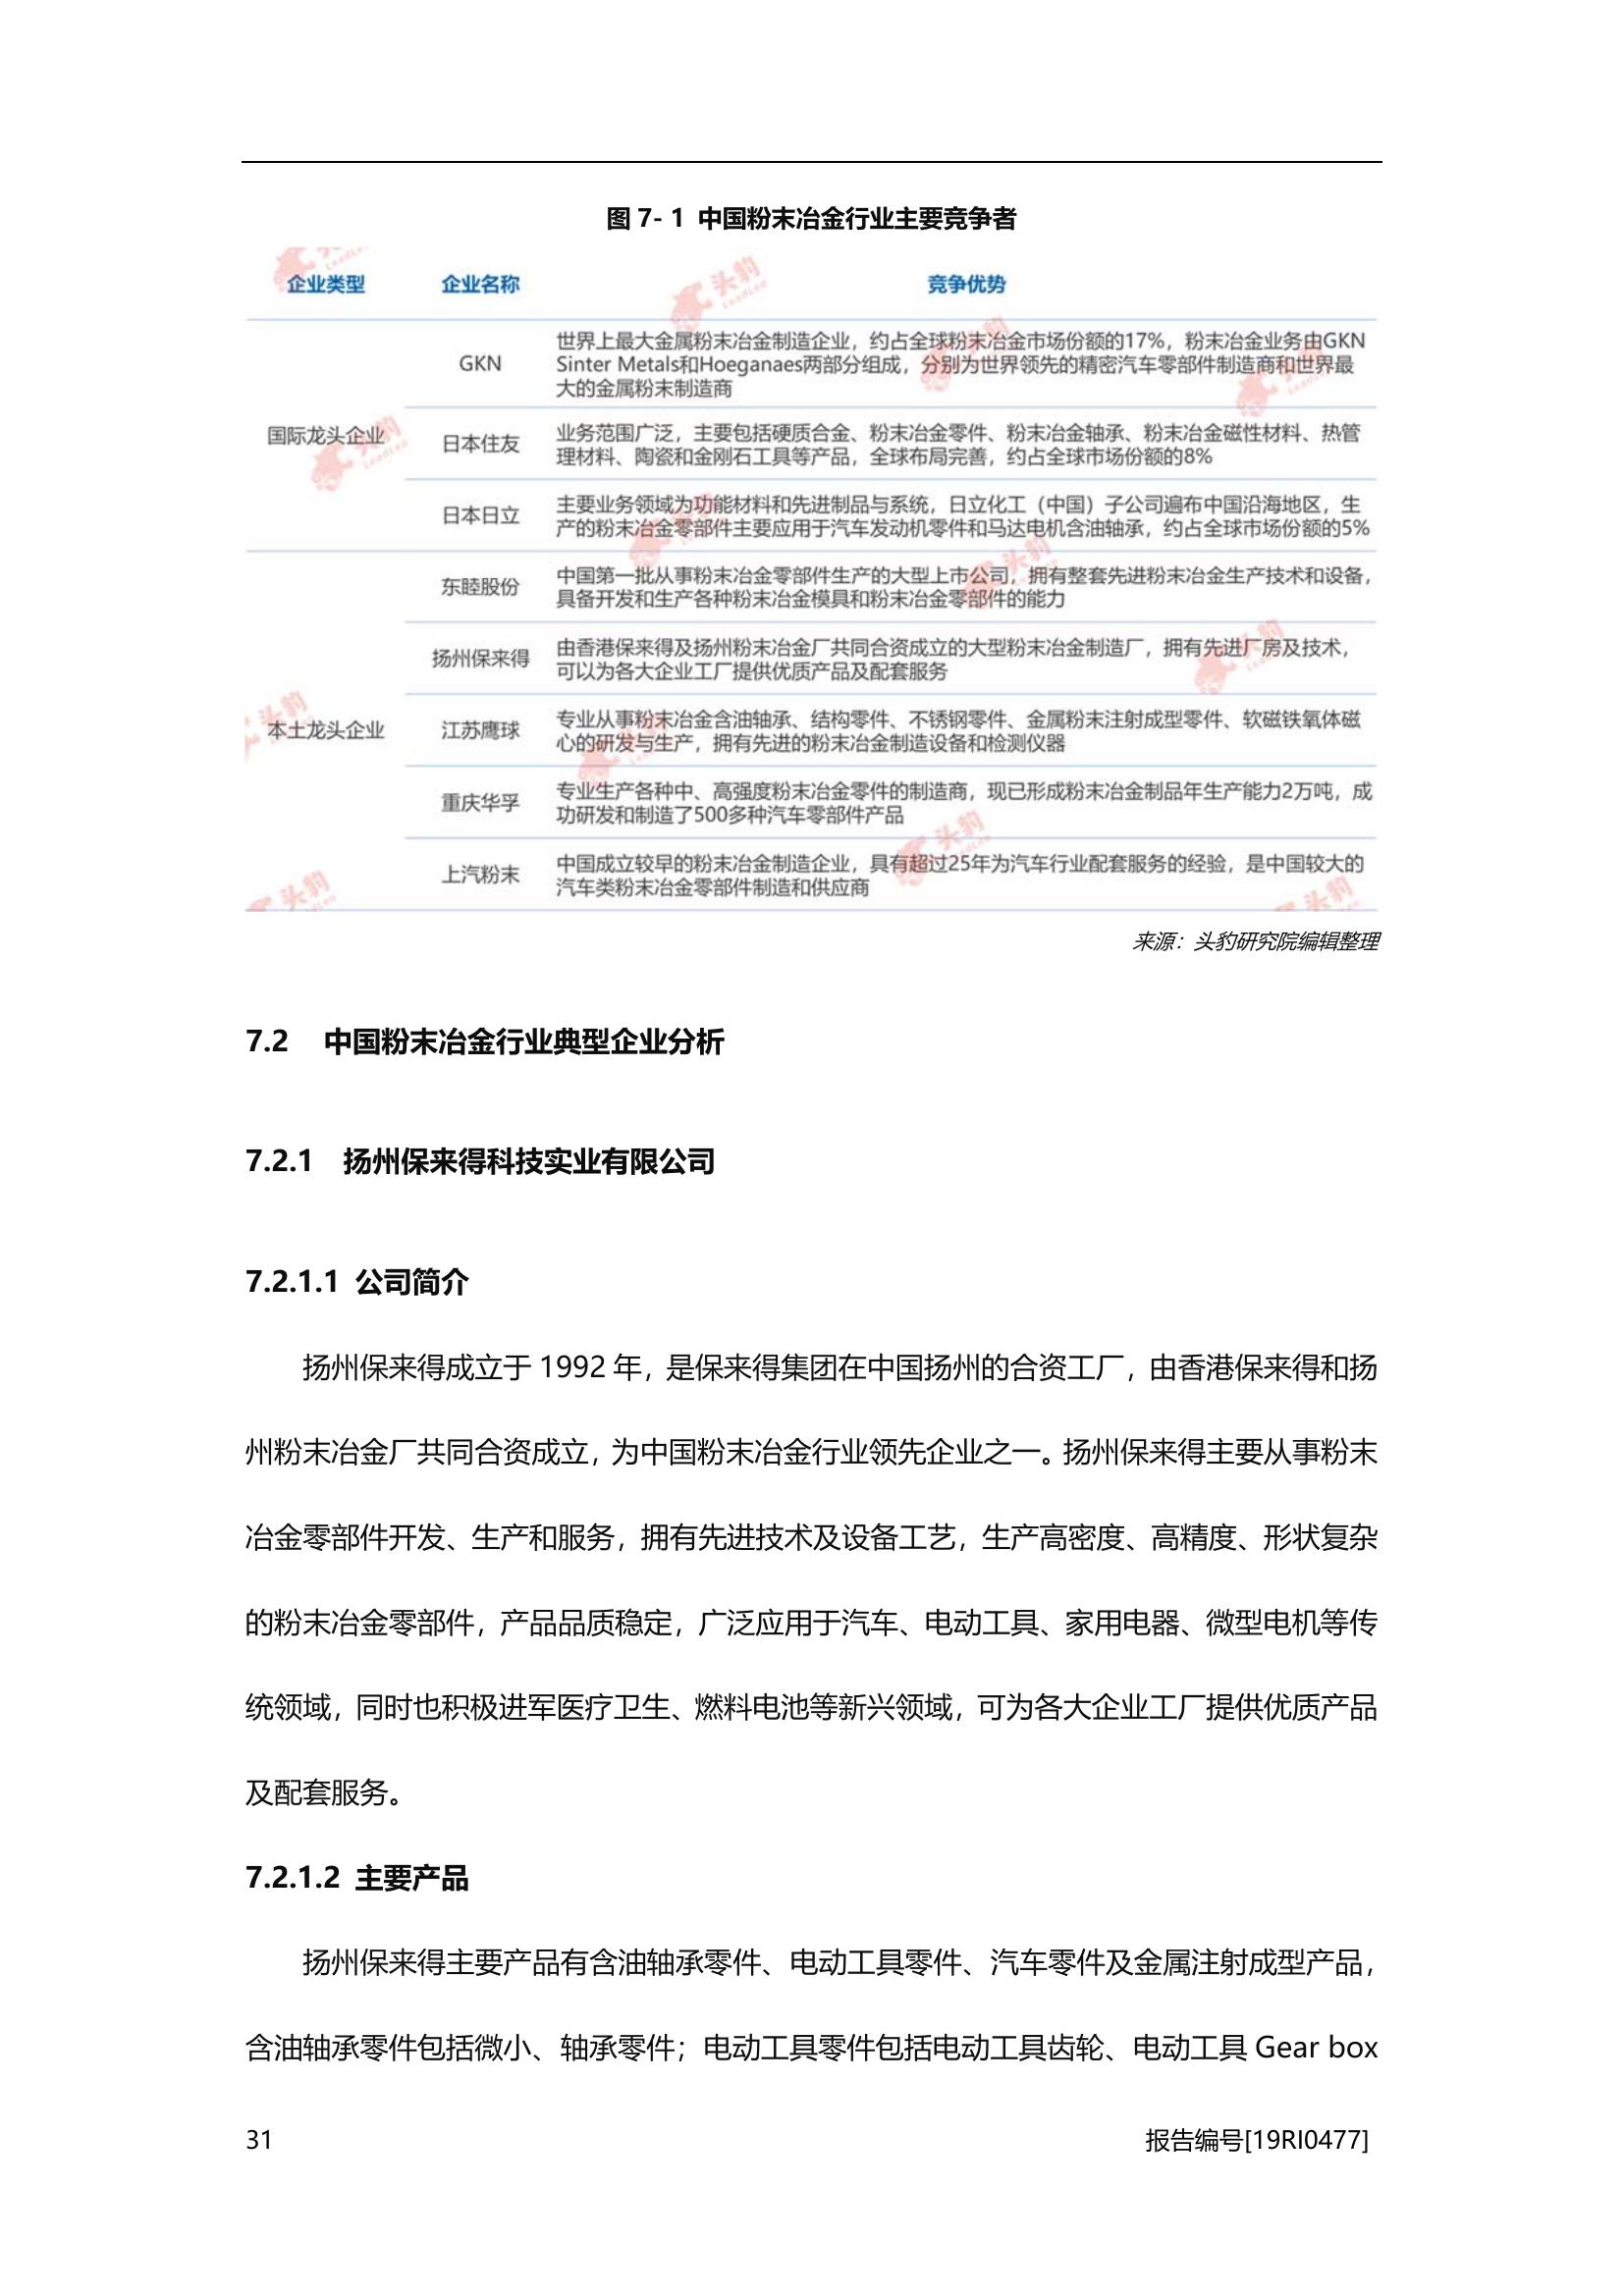 图 7- 1 中国粉末冶金行业主要竞争者
企业类型 企业名称 竞争优势
国际龙头企业
GKN
世界上最大金属粉末冶金制造企业，约占全球粉末冶金市场份额的17%，粉末冶金业务由GKN
Sinter Metals和Hoeganaes两部分组成，分别为世界领先的精密汽车零部件制造商和世界最
大的金属粉末制造商
日本住友
业务范围广泛，主要包括硬质合金、粉末冶金零件、粉末冶金轴承、粉末冶金磁性材料、热管
理材料、陶瓷和金刚石工具等产品，全球布局完善，约占全球市场份额的8%
日本日立
主要业务领域为功能材料和先进制品与系统，日立化工（中国）子公司遍布中国沿海地区，生
产的粉末冶金零部件主要应用于汽车发动机零件和马达电机含油轴承，约占全球市场份额的5%
本土龙头企业
东睦股份
中国第一批从事粉末冶金零部件生产的大型上市公司，拥有整套先进粉末冶金生产技术和设备，
具备开发和生产各种粉末冶金模具和粉末冶金零部件的能力
扬州保来得
由香港保来得及扬州粉末冶金厂共同合资成立的大型粉末冶金制造厂，拥有先进厂房及技术，
可以为各大企业工厂提供优质产品及配套服务
江苏鹰球
专业从事粉末冶金含油轴承、结构零件、不锈钢零件、金属粉末注射成型零件、软磁铁氧体磁
心的研发与生产，拥有先进的粉末冶金制造设备和检测仪器
重庆华孚
专业生产各种中、高强度粉末冶金零件的制造商，现已形成粉末冶金制品年生产能力2万吨，成
功研发和制造了500多种汽车零部件产品
上汽粉末
中国成立较早的粉末冶金制造企业，具有超过25年为汽车行业配套服务的经验，是中国较大的
汽车类粉末冶金零部件制造和供应商
头豹 LeadLeo
来源：头豹研究院编辑整理
7.2 中国粉末冶金行业典型企业分析
7.2.1 扬州保来得科技实业有限公司
7.2.1.1 公司简介
扬州保来得成立于 1992 年，是保来得集团在中国扬州的合资工厂，由香港保来得和扬
州粉末冶金厂共同合资成立，为中国粉末冶金行业领先企业之一。扬州保来得主要从事粉末
冶金零部件开发、生产和服务，拥有先进技术及设备工艺，生产高密度、高精度、形状复杂
的粉末冶金零部件，产品品质稳定，广泛应用于汽车、电动工具、家用电器、微型电机等传
统领域，同时也积极进军医疗卫生、燃料电池等新兴领域，可为各大企业工厂提供优质产品
及配套服务。
7.2.1.2 主要产品
扬州保来得主要产品有含油轴承零件、电动工具零件、汽车零件及金属注射成型产品，
含油轴承零件包括微小、轴承零件；电动工具零件包括电动工具齿轮、电动工具 Gear box
31 报告编号[19RI0477]